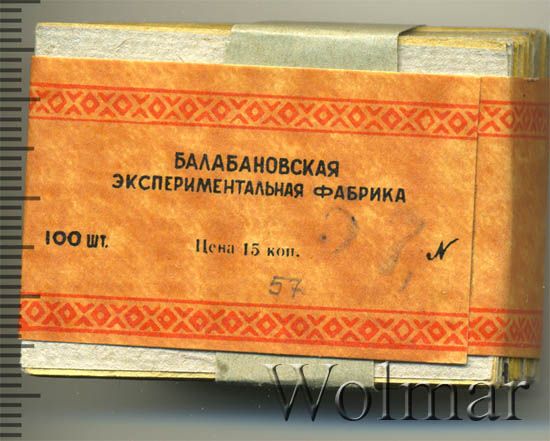 БАЛАБАНОВСКАЯ
ЭКСПЕРИМЕНТАЛЬНАЯ ФАБРИКА
100 ШТ.
Цена 15 коп.
N
57
Wolmar